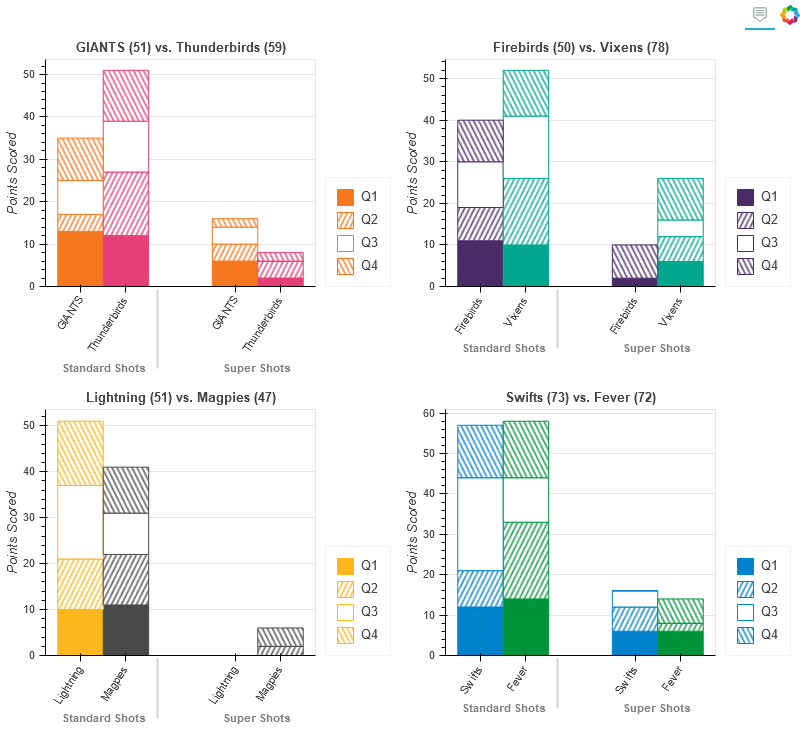 GIANTS (51) vs. Thunderbirds (59)
Points Scored
50
40
30
20
10
0
GIANTS
Thunderbirds
GIANTS
Thunderbirds
Standard Shots
Super Shots
Q1
Q2
Q3
Q4
Firebirds (50) vs. Vixens (78)
Points Scored
50
40
30
20
10
0
Firebirds
Vixens
Firebirds
Vixens
Standard Shots
Super Shots
Q1
Q2
Q3
Q4
Lightning (51) vs. Magpies (47)
Points Scored
50
40
30
20
10
0
Lightning
Magpies
Lightning
Magpies
Standard Shots
Super Shots
Q1
Q2
Q3
Q4
Swifts (73) vs. Fever (72)
Points Scored
60
50
40
30
20
10
0
Swifts
Fever
Swifts
Fever
Standard Shots
Super Shots
Q1
Q2
Q3
Q4